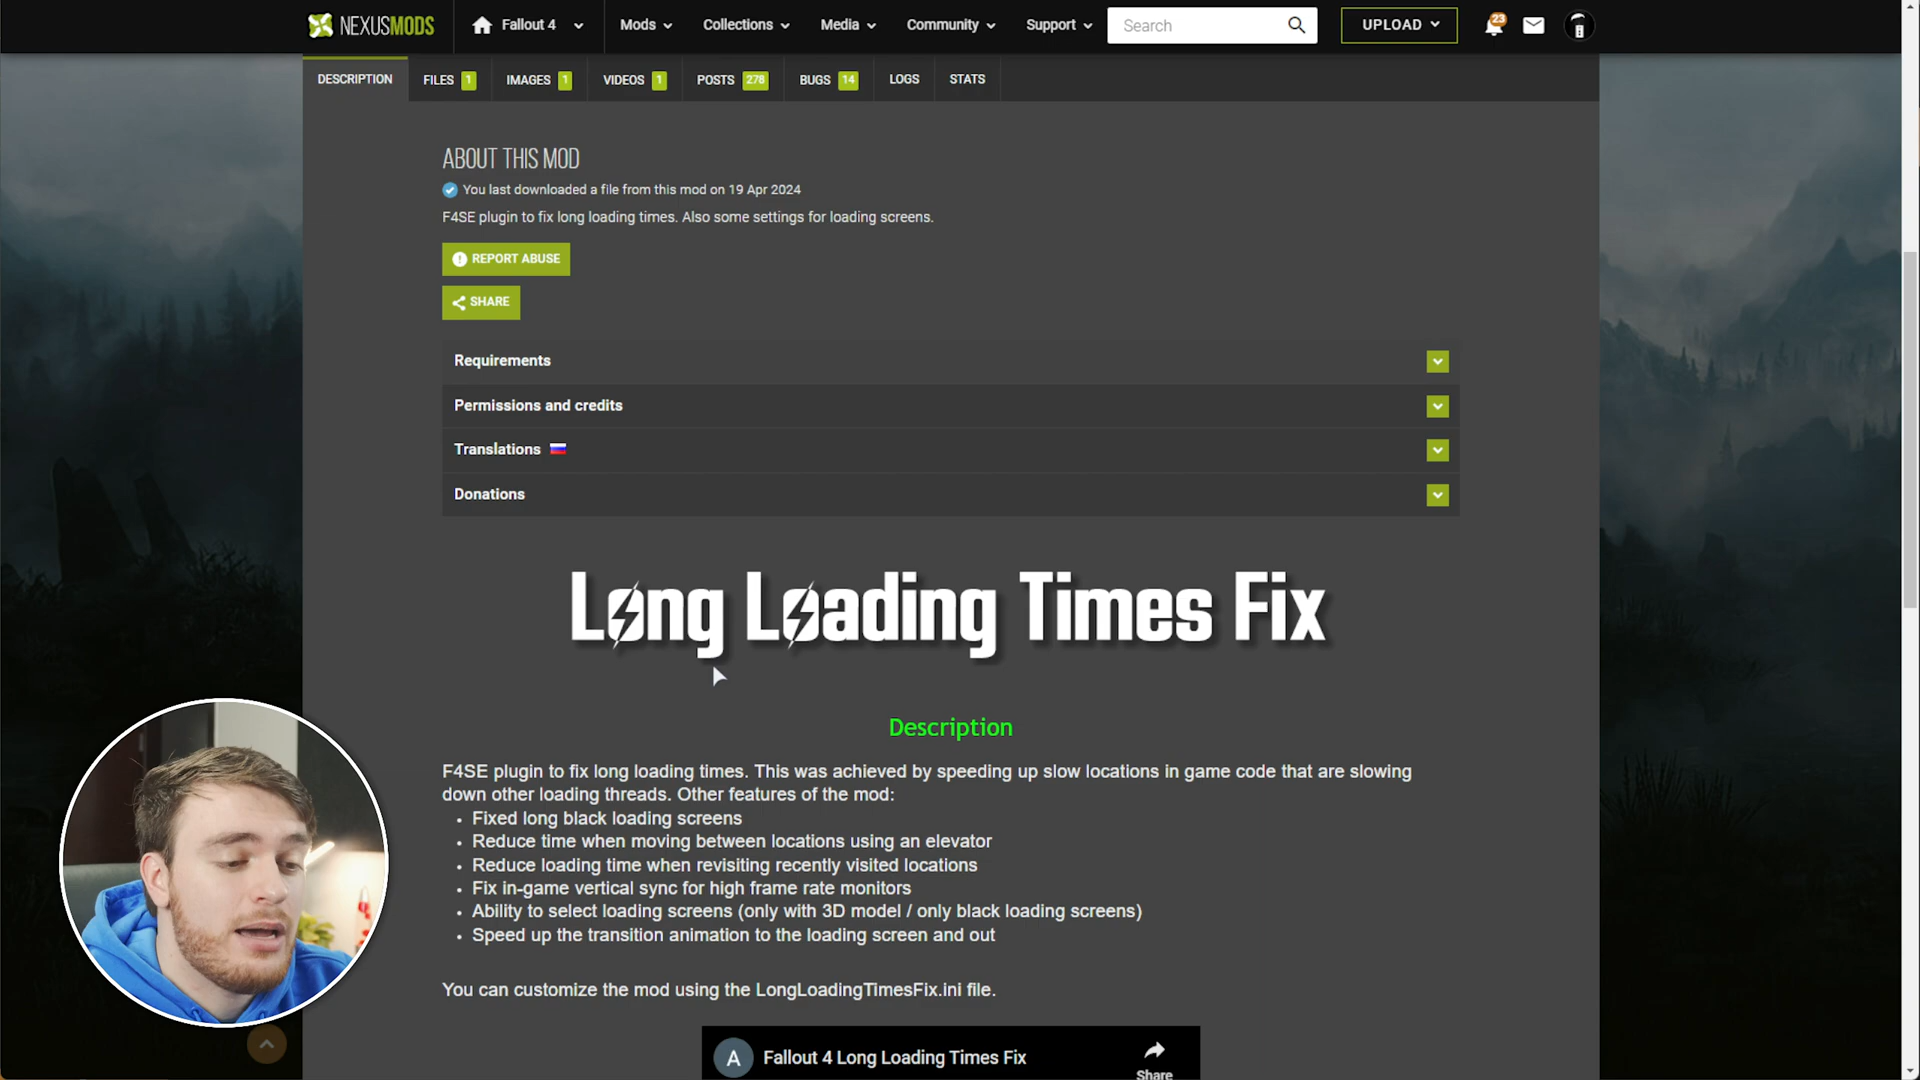 NEXUSMODS Fallout 4 Mods Collections Media Community Support Search UPLOAD 23
DESCRIPTION FILES 1 IMAGES 1 VIDEOS 1 POSTS 278 BUGS 14 LOGS STATS
ABOUT THIS MOD
You last downloaded a file from this mod on 19 Apr 2024
F4SE plugin to fix long loading times. Also some settings for loading screens.
REPORT ABUSE
SHARE
Requirements
Permissions and credits
Translations
Donations
Long Loading Times Fix
Description
F4SE plugin to fix long loading times. This was achieved by speeding up slow locations in game code that are slowing
down other loading threads. Other features of the mod:
• Fixed long black loading screens
• Reduce time when moving between locations using an elevator
• Reduce loading time when revisiting recently visited locations
• Fix in-game vertical sync for high frame rate monitors
• Ability to select loading screens (only with 3D model / only black loading screens)
• Speed up the transition animation to the loading screen and out
You can customize the mod using the LongLoadingTimesFix.ini file.
A Fallout 4 Long Loading Times Fix
Share